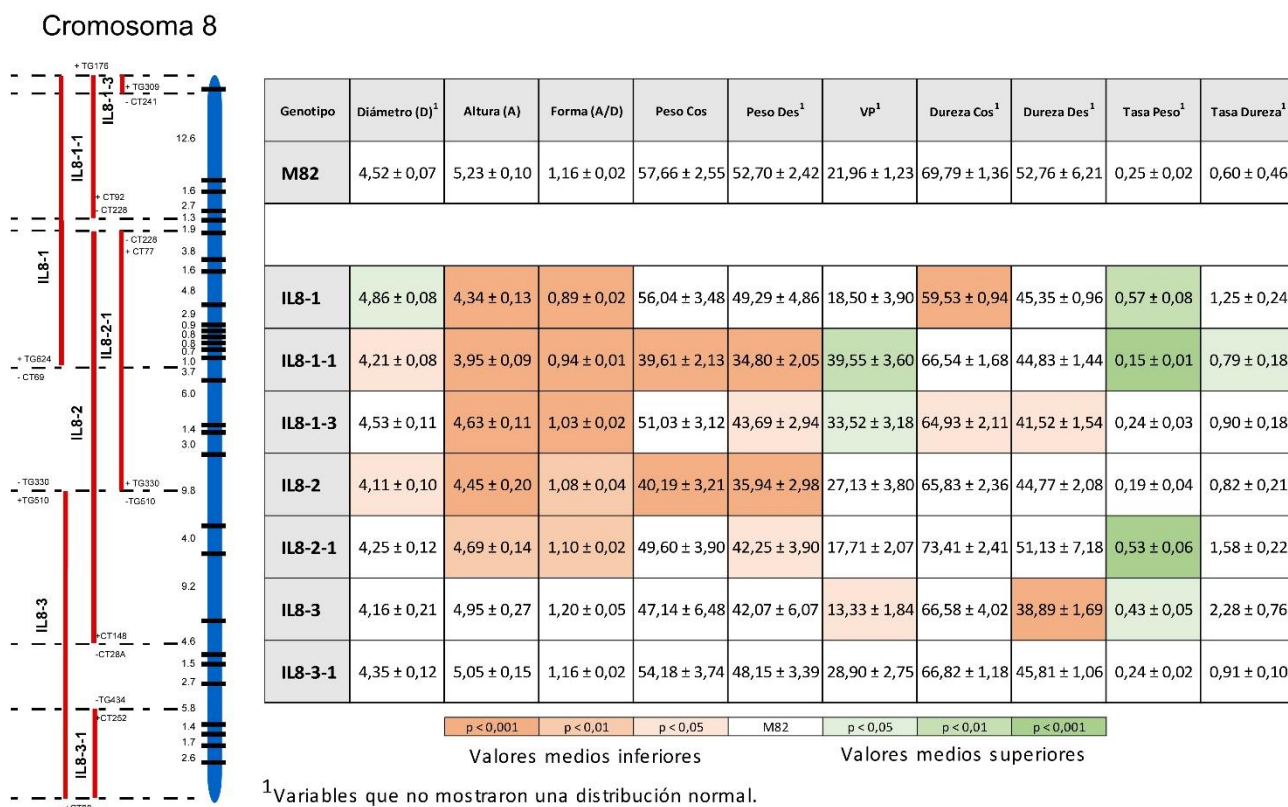 Cromosoma 8
+ TG176
IL8-1-3
+ TG309
- CT241
IL8-1-1
12.6
+ CT92
- CT228
1.6
2.7
1.3
1.9
- CT228
+ CT77
3.8
1.6
IL8-1
4.8
IL8-2-1
2.9
0.9
0.8
0.8
0.7
1.0
+ TG624
- CT69
3.7
6.0
IL8-2
1.4
3.0
- TG330
+TG510
+ TG330
-TG510
9.8
4.0
9.2
IL8-3
+CT148
-CT28A
4.6
1.5
2.7
-TG434
+CT252
5.8
1.4
IL8-3-1
1.7
2.6
Genotipo Diámetro (D)1 Altura (A) Forma (A/D) Peso Cos Peso Des1 VP1 Dureza Cos1 Dureza Des1 Tasa Peso1 Tasa Dureza1
M82 4,52 ± 0,07 5,23 ± 0,10 1,16 ± 0,02 57,66 ± 2,55 52,70 ± 2,42 21,96 ± 1,23 69,79 ± 1,36 52,76 ± 6,21 0,25 ± 0,02 0,60 ± 0,46
IL8-1 4,86 ± 0,08 4,34 ± 0,13 0,89 ± 0,02 56,04 ± 3,48 49,29 ± 4,86 18,50 ± 3,90 59,53 ± 0,94 45,35 ± 0,96 0,57 ± 0,08 1,25 ± 0,24
IL8-1-1 4,21 ± 0,08 3,95 ± 0,09 0,94 ± 0,01 39,61 ± 2,13 34,80 ± 2,05 39,55 ± 3,60 66,54 ± 1,68 44,83 ± 1,44 0,15 ± 0,01 0,79 ± 0,18
IL8-1-3 4,53 ± 0,11 4,63 ± 0,11 1,03 ± 0,02 51,03 ± 3,12 43,69 ± 2,94 33,52 ± 3,18 64,93 ± 2,11 41,52 ± 1,54 0,24 ± 0,03 0,90 ± 0,18
IL8-2 4,11 ± 0,10 4,45 ± 0,20 1,08 ± 0,04 40,19 ± 3,21 35,94 ± 2,98 27,13 ± 3,80 65,83 ± 2,36 44,77 ± 2,08 0,19 ± 0,04 0,82 ± 0,21
IL8-2-1 4,25 ± 0,12 4,69 ± 0,14 1,10 ± 0,02 49,60 ± 3,90 42,25 ± 3,90 17,71 ± 2,07 73,41 ± 2,41 51,13 ± 7,18 0,53 ± 0,06 1,58 ± 0,22
IL8-3 4,16 ± 0,21 4,95 ± 0,27 1,20 ± 0,05 47,14 ± 6,48 42,07 ± 6,07 13,33 ± 1,84 66,58 ± 4,02 38,89 ± 1,69 0,43 ± 0,05 2,28 ± 0,76
IL8-3-1 4,35 ± 0,12 5,05 ± 0,15 1,16 ± 0,02 54,18 ± 3,74 48,15 ± 3,39 28,90 ± 2,75 66,82 ± 1,18 45,81 ± 1,06 0,24 ± 0,02 0,91 ± 0,10
p < 0,001 p < 0,01 p < 0,05 M82 p < 0,05 p < 0,01 p < 0,001
Valores medios inferiores Valores medios superiores
1Variables que no mostraron una distribución normal.